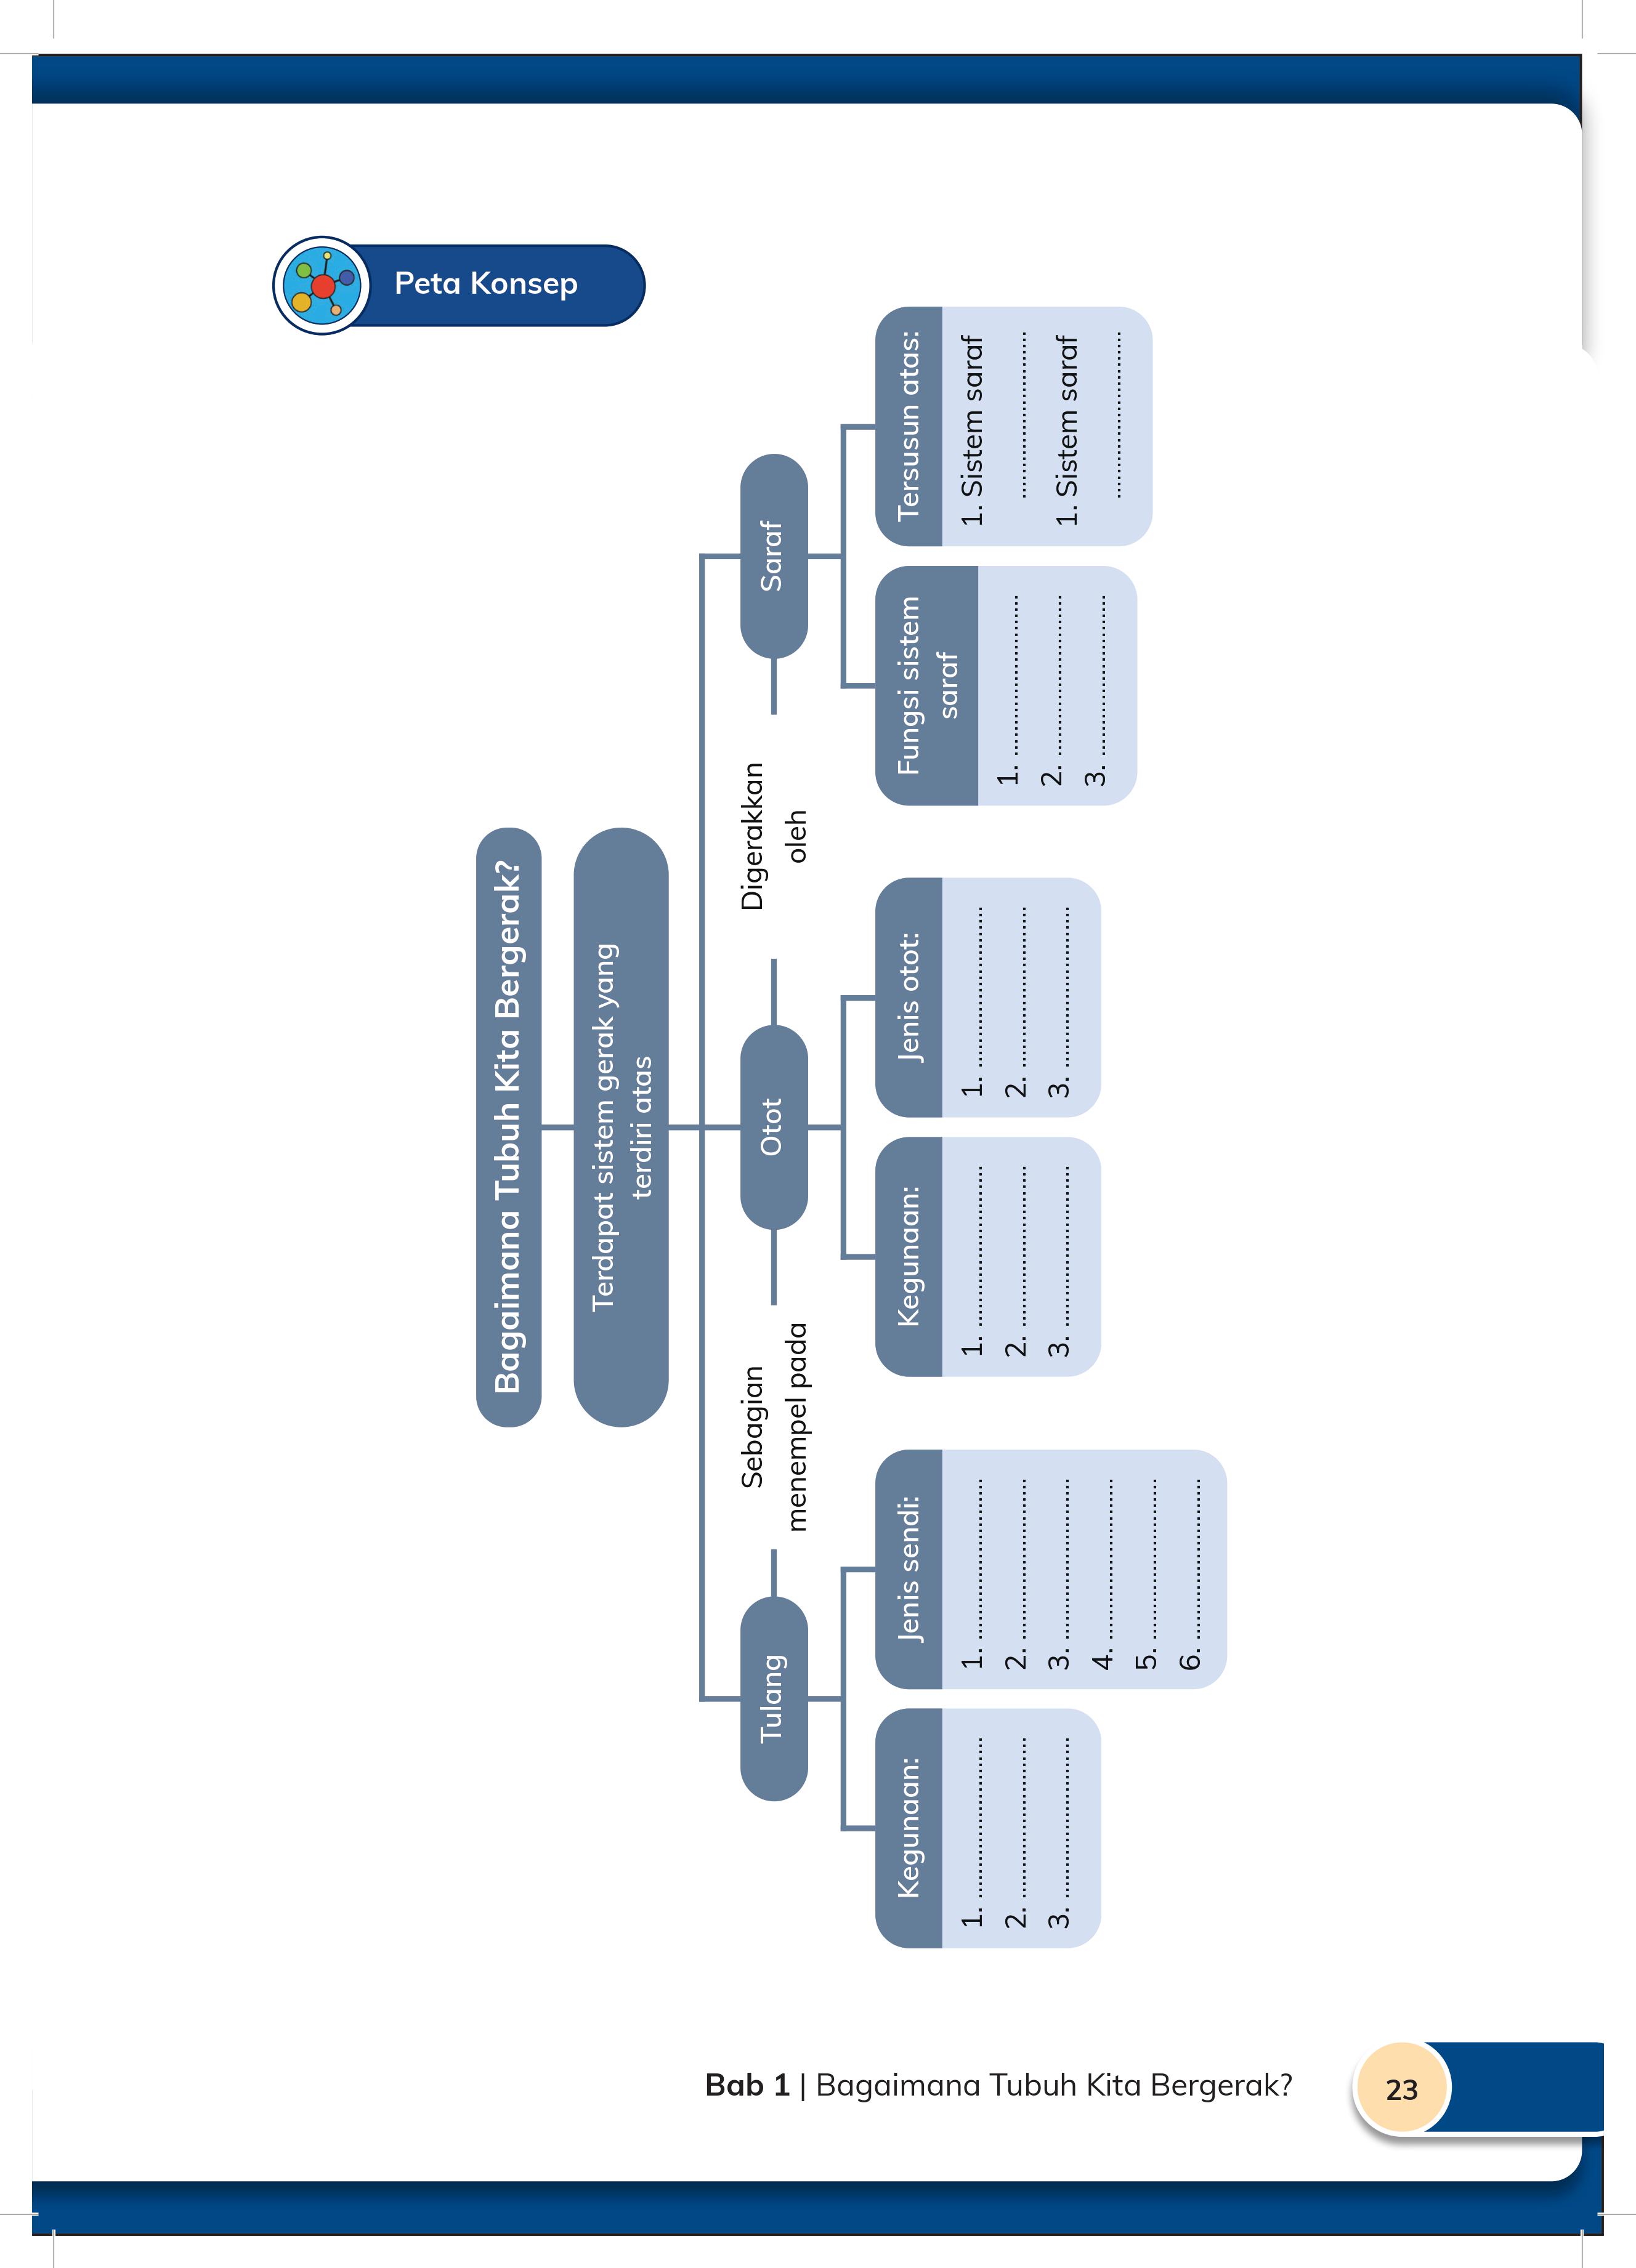 Peta Konsep
Bagaimana Tubuh Kita Bergerak?
Terdapat sistem gerak yang
terdiri atas
Tulang
Sebagian
menempel pada
Otot
Digerakkan
oleh
Saraf
Kegunaan:
1. ............................
2. ............................
3. ............................
Jenis sendi:
1. ............................
2. ............................
3. ............................
4. ............................
5. ............................
6. ............................
Kegunaan:
1. ............................
2. ............................
3. ............................
Jenis otot:
1. ............................
2. ............................
3. ............................
Fungsi sistem
saraf
1. ............................
2. ............................
3. ............................
Tersusun atas:
1. Sistem saraf
............................
1. Sistem saraf
............................
Bab 1 | Bagaimana Tubuh Kita Bergerak?
23